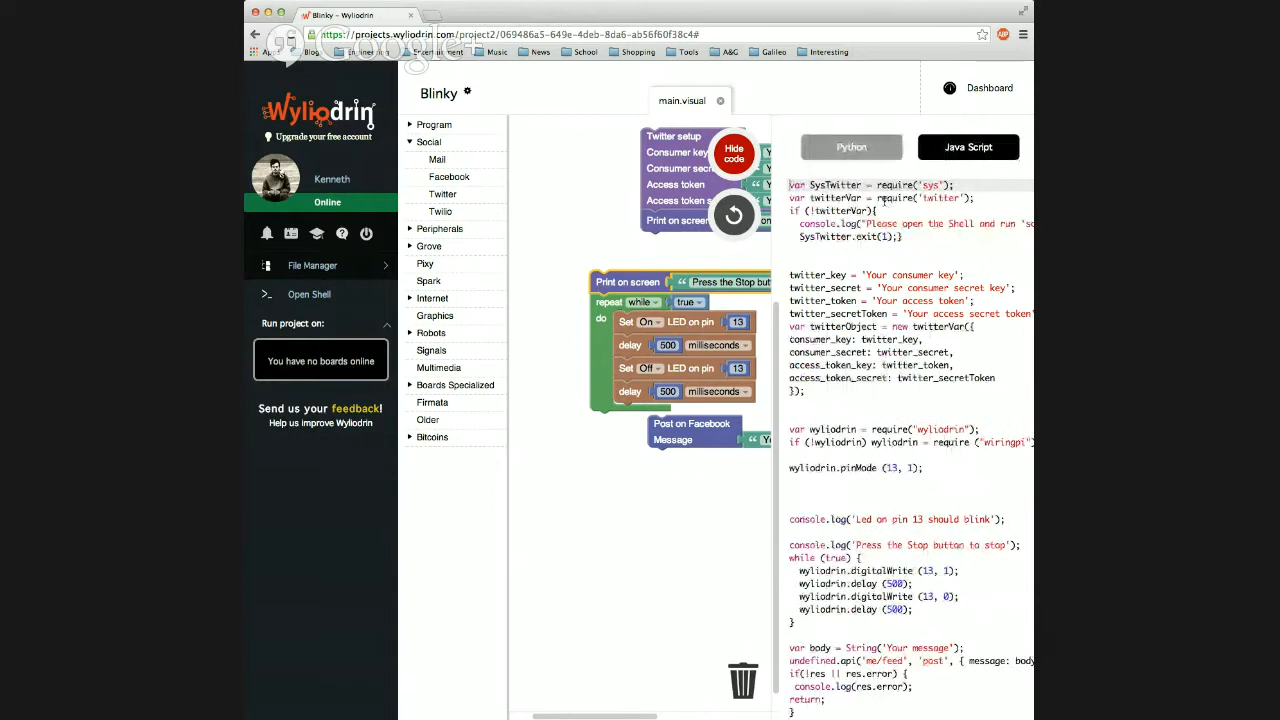 Blinky – Wyliodrin
https://projects.wyliodrin.com/project2/069486a5-649e-4deb-8da6-ab56f60f38c4#
Google+
Apps Blog Engineering Entertainment Music News School Shopping Tools A&G Galileo Interesting
Wyliodrin
Upgrade your free account
Kenneth
Online
File Manager
Open Shell
Run project on:
You have no boards online
Send us your feedback!
Help us improve Wyliodrin
Blinky
main.visual
Dashboard
Program
Social
Mail
Facebook
Twitter
Twilio
Peripherals
Grove
Pixy
Spark
Internet
Graphics
Robots
Signals
Multimedia
Boards Specialized
Firmata
Older
Bitcoins
Twitter setup
Consumer key
Consumer secr
Access token
Access token s
Print on screen
Hide
code
Print on screen “ Press the Stop but
repeat while true
do
Set On LED on pin 13
delay 500 milliseconds
Set Off LED on pin 13
delay 500 milliseconds
Post on Facebook
Message “ Yo
Python
Java Script
var SysTwitter = require('sys');
var twitterVar = require('twitter');
if (!twitterVar){
console.log("Please open the Shell and run 'so
SysTwitter.exit(1);}
twitter_key = 'Your consumer key';
twitter_secret = 'Your consumer secret key';
twitter_token = 'Your access token';
twitter_secretToken = 'Your access secret token'
var twitterObject = new twitterVar({
consumer_key: twitter_key,
consumer_secret: twitter_secret,
access_token_key: twitter_token,
access_token_secret: twitter_secretToken
});
var wyliodrin = require("wyliodrin");
if (!wyliodrin) wyliodrin = require ("wiringpi")
wyliodrin.pinMode (13, 1);
console.log('Led on pin 13 should blink');
console.log('Press the Stop button to stop');
while (true) {
wyliodrin.digitalWrite (13, 1);
wyliodrin.delay (500);
wyliodrin.digitalWrite (13, 0);
wyliodrin.delay (500);
}
var body = String('Your message');
undefined.api('me/feed', 'post', { message: body
if(!res || res.error) {
console.log(res.error);
return;
}